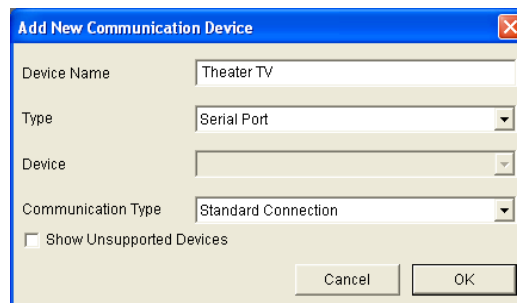 Add New Communication Device
Device Name Theater TV
Type Serial Port
Device
Communication Type Standard Connection
Show Unsupported Devices
Cancel OK